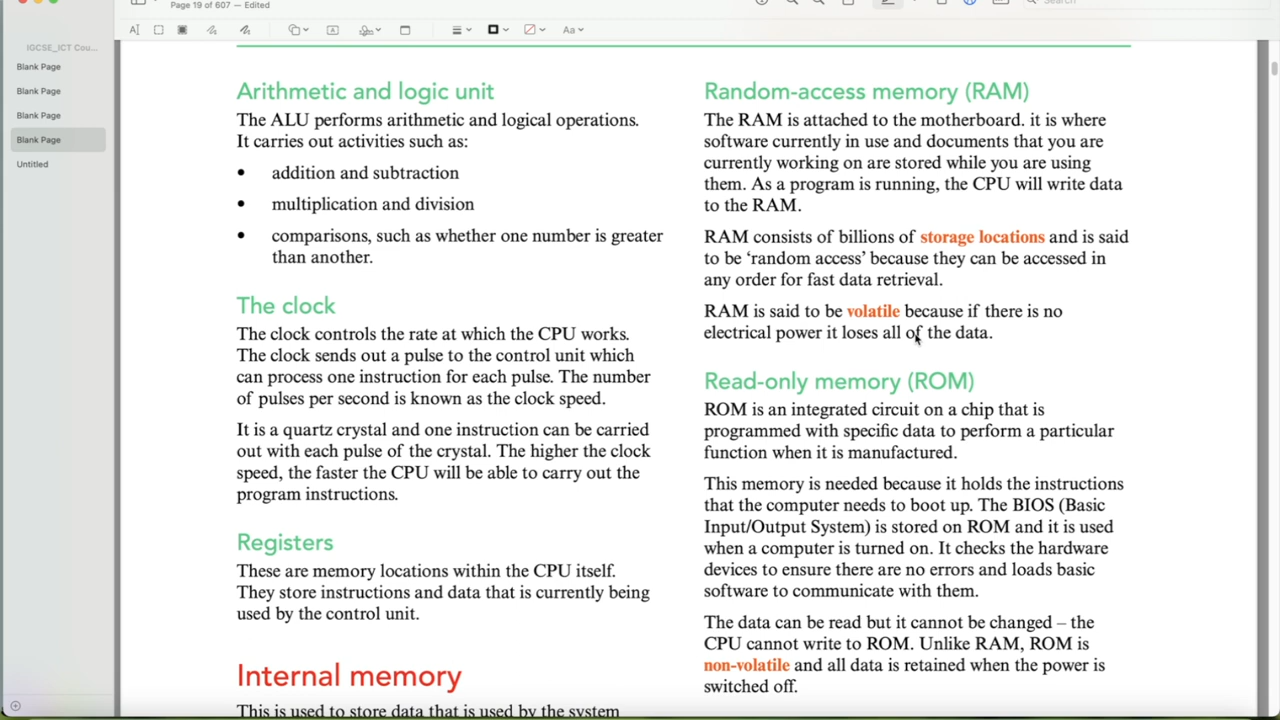 Page 19 of 607 — Edited
Search
Aa
IGCSE_ICT Cou...
Blank Page
Blank Page
Blank Page
Blank Page
Untitled
Arithmetic and logic unit
The ALU performs arithmetic and logical operations.
It carries out activities such as:
• addition and subtraction
• multiplication and division
• comparisons, such as whether one number is greater
than another.
The clock
The clock controls the rate at which the CPU works.
The clock sends out a pulse to the control unit which
can process one instruction for each pulse. The number
of pulses per second is known as the clock speed.
It is a quartz crystal and one instruction can be carried
out with each pulse of the crystal. The higher the clock
speed, the faster the CPU will be able to carry out the
program instructions.
Registers
These are memory locations within the CPU itself.
They store instructions and data that is currently being
used by the control unit.
Internal memory
This is used to store data that is used by the system
Random-access memory (RAM)
The RAM is attached to the motherboard. it is where
software currently in use and documents that you are
currently working on are stored while you are using
them. As a program is running, the CPU will write data
to the RAM.
RAM consists of billions of storage locations and is said
to be ‘random access’ because they can be accessed in
any order for fast data retrieval.
RAM is said to be volatile because if there is no
electrical power it loses all of the data.
Read-only memory (ROM)
ROM is an integrated circuit on a chip that is
programmed with specific data to perform a particular
function when it is manufactured.
This memory is needed because it holds the instructions
that the computer needs to boot up. The BIOS (Basic
Input/Output System) is stored on ROM and it is used
when a computer is turned on. It checks the hardware
devices to ensure there are no errors and loads basic
software to communicate with them.
The data can be read but it cannot be changed – the
CPU cannot write to ROM. Unlike RAM, ROM is
non-volatile and all data is retained when the power is
switched off.